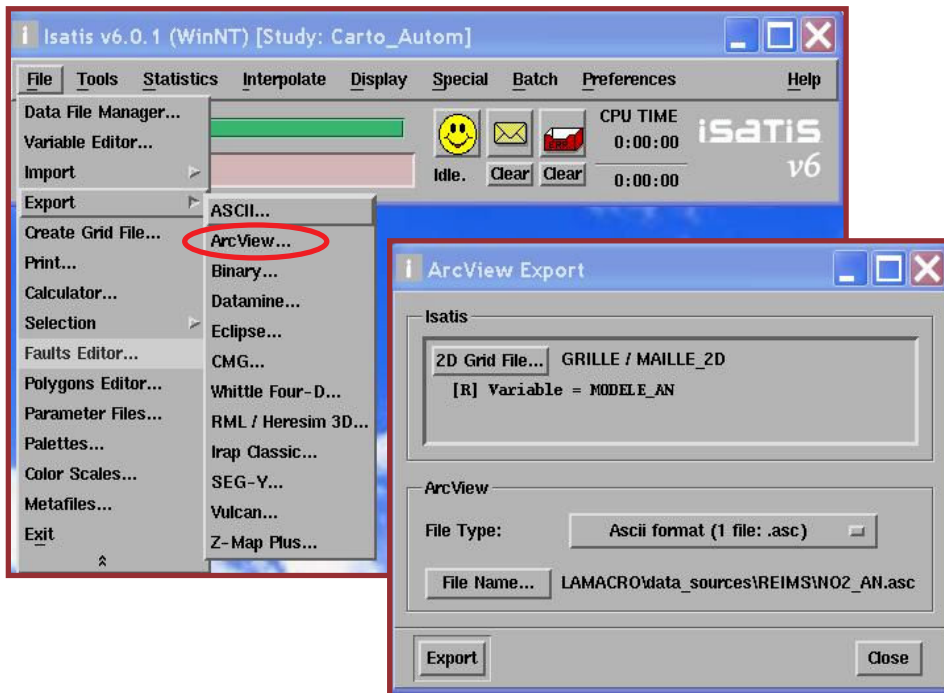 Isatis v6.0.1 (WinNT) [Study: Carto_Autom]
File Tools Statistics Interpolate Display Special Batch Preferences Help
Data File Manager...
Variable Editor...
Import
Export
Create Grid File...
Print...
Calculator...
Selection
Faults Editor...
Polygons Editor...
Parameter Files...
Palettes...
Color Scales...
Metafiles...
Exit
Idle. Clear Clear
CPU TIME
0:00:00
0:00:00
isatis
v6
ASCII...
ArcView...
Binary...
Datamine...
Eclipse...
CMG...
Whittle Four-D...
RML / Heresim 3D...
Irap Classic...
SEG-Y...
Vulcan...
Z-Map Plus...
ArcView Export
Isatis
2D Grid File... GRILLE / MAILLE_2D
[R] Variable = MODELE_AN
ArcView
File Type: Ascii format (1 file: .asc)
File Name... LAMACRO\data_sources\REIMS\NO2_AN.asc
Export Close